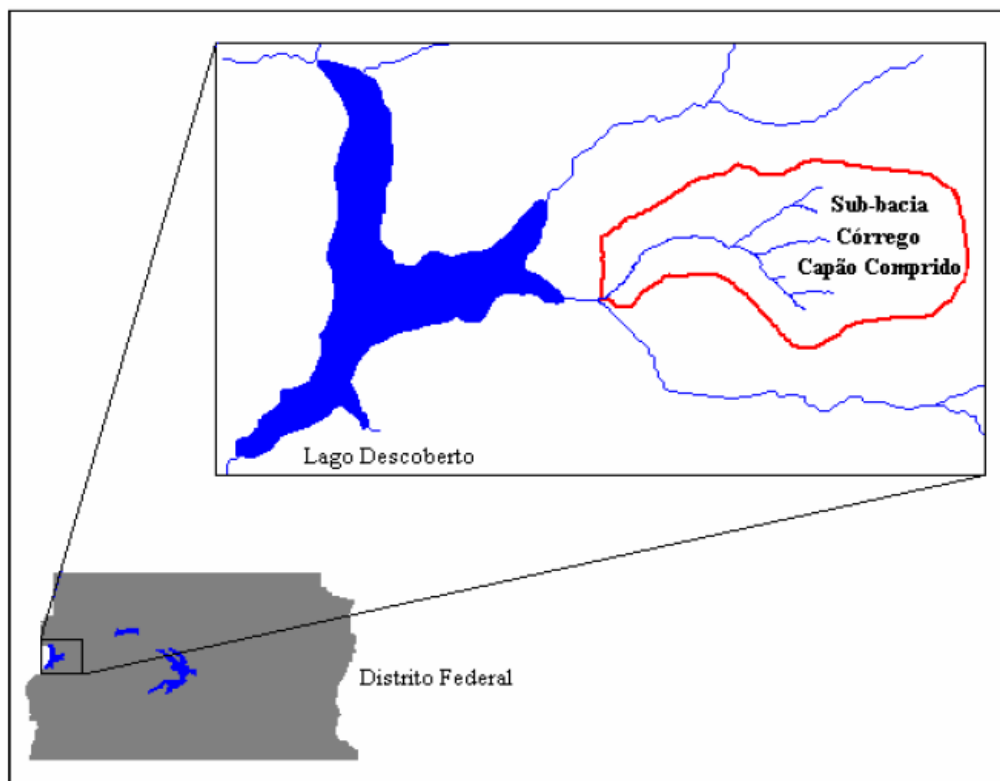 Sub-bacia
Córrego
Capão Comprido
Lago Descoberto
Distrito Federal